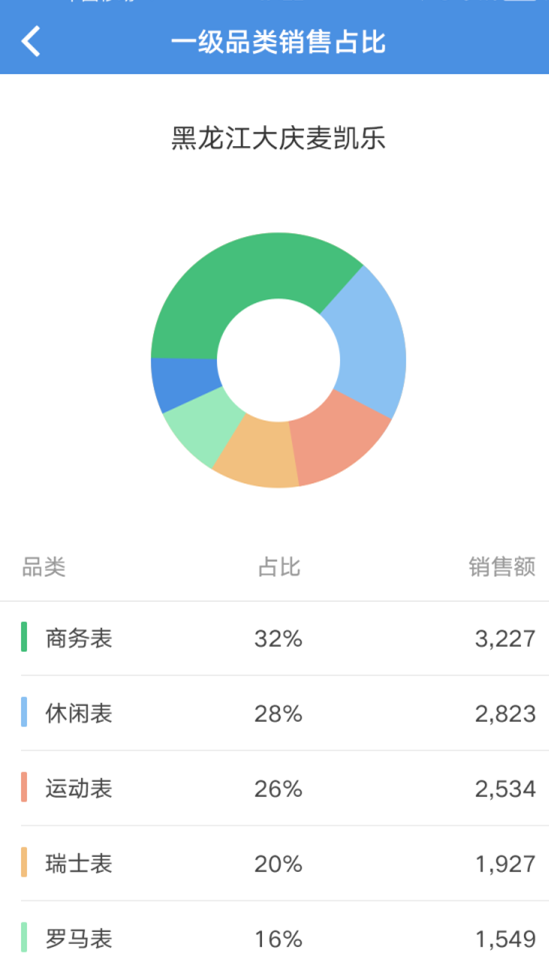 一级品类销售占比
黑龙江大庆麦凯乐
品类 占比 销售额
商务表 32% 3,227
休闲表 28% 2,823
运动表 26% 2,534
瑞士表 20% 1,927
罗马表 16% 1,549